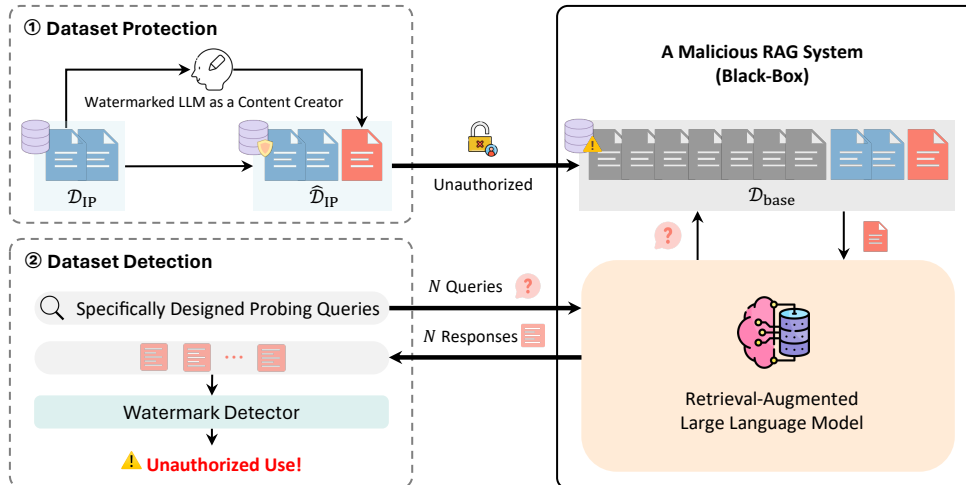 ① Dataset Protection
Watermarked LLM as a Content Creator
𝒟IP
𝒟̂IP
Unauthorized
A Malicious RAG System
(Black-Box)
𝒟base
?
② Dataset Detection
Specifically Designed Probing Queries
N Queries
?
N Responses
...
Watermark Detector
! Unauthorized Use!
Retrieval-Augmented
Large Language Model